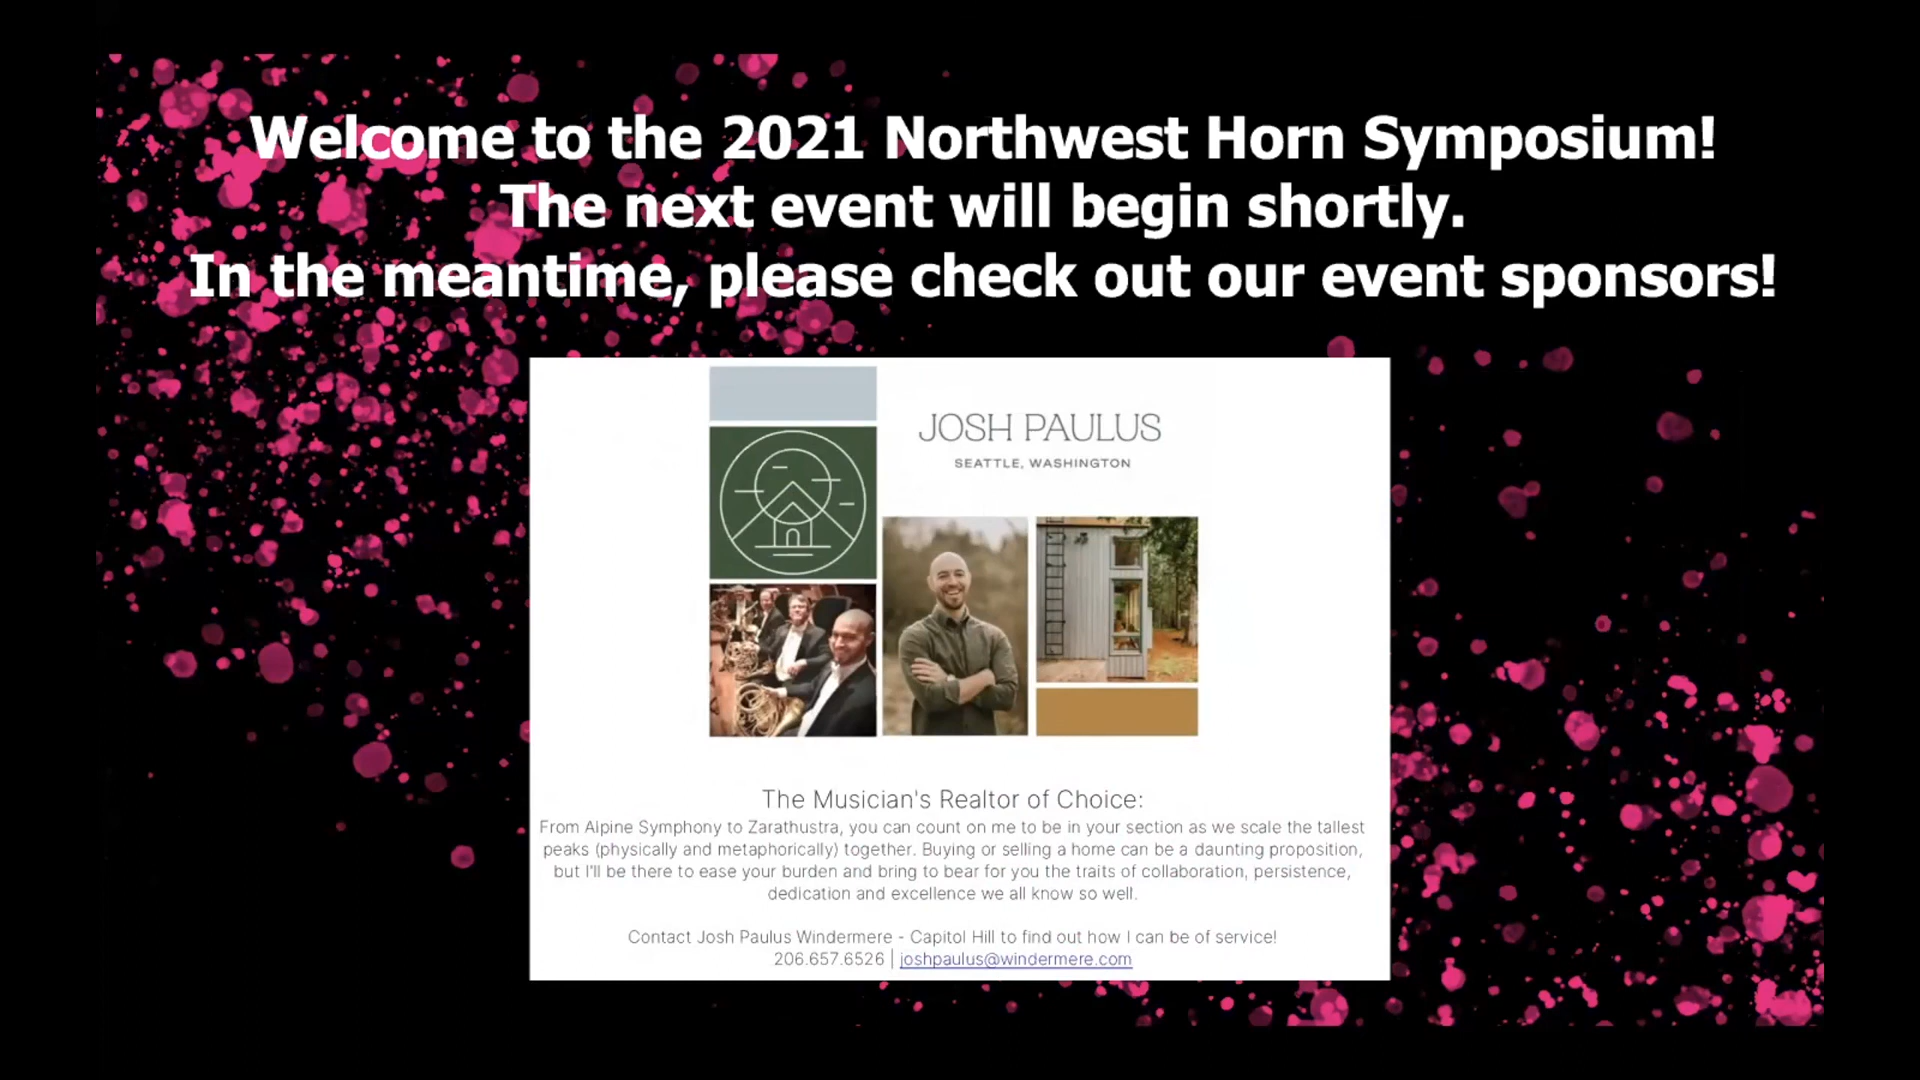 Welcome to the 2021 Northwest Horn Symposium!
The next event will begin shortly.
In the meantime, please check out our event sponsors!
JOSH PAULUS
SEATTLE, WASHINGTON
The Musician's Realtor of Choice:
From Alpine Symphony to Zarathustra, you can count on me to be in your section as we scale the tallest
peaks (physically and metaphorically) together. Buying or selling a home can be a daunting proposition,
but I'll be there to ease your burden and bring to bear for you the traits of collaboration, persistence,
dedication and excellence we all know so well.
Contact Josh Paulus Windermere - Capitol Hill to find out how I can be of service!
206.657.6526 | joshpaulus@windermere.com